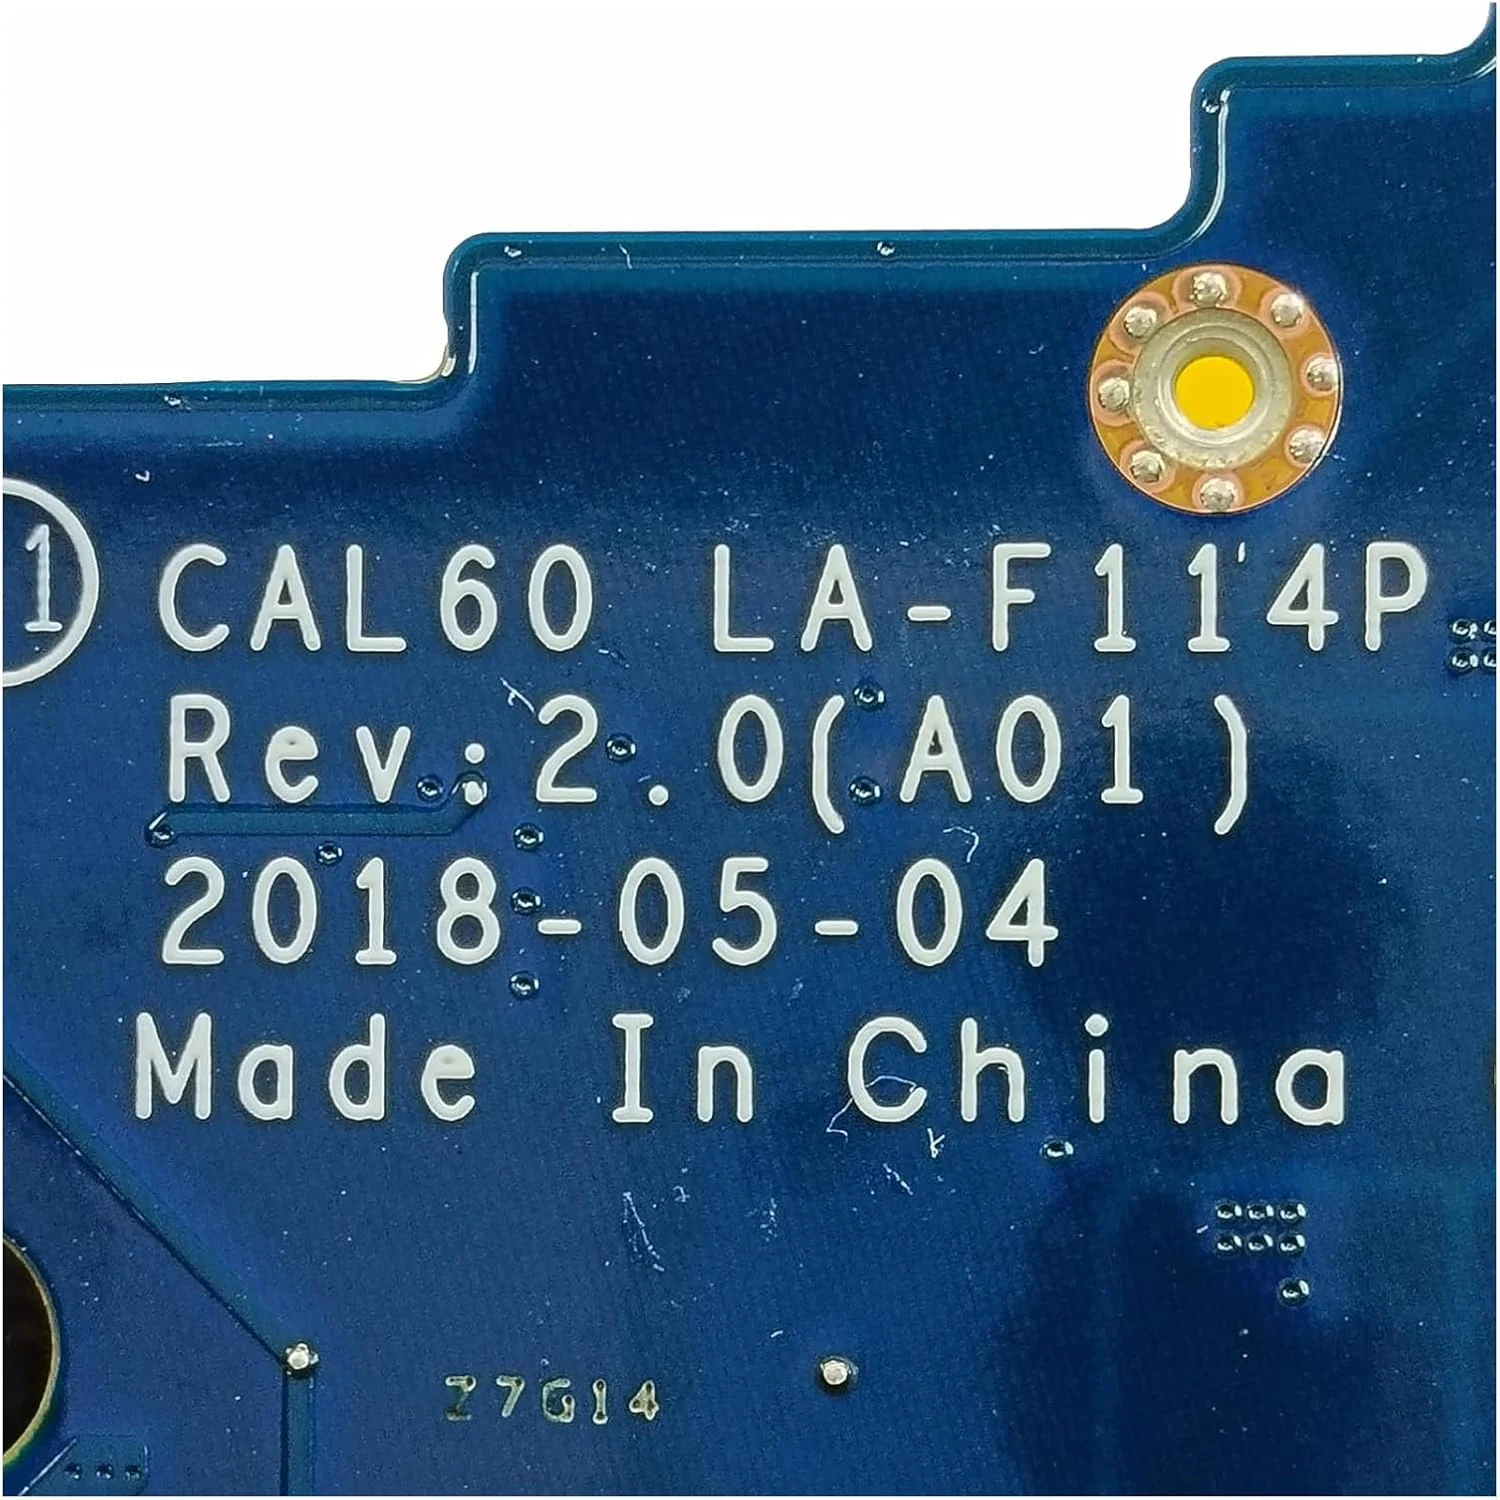 1 CAL60 LA-F114P
Rev:2.0(A01)
2018-05-04
Made In China
Z7G14